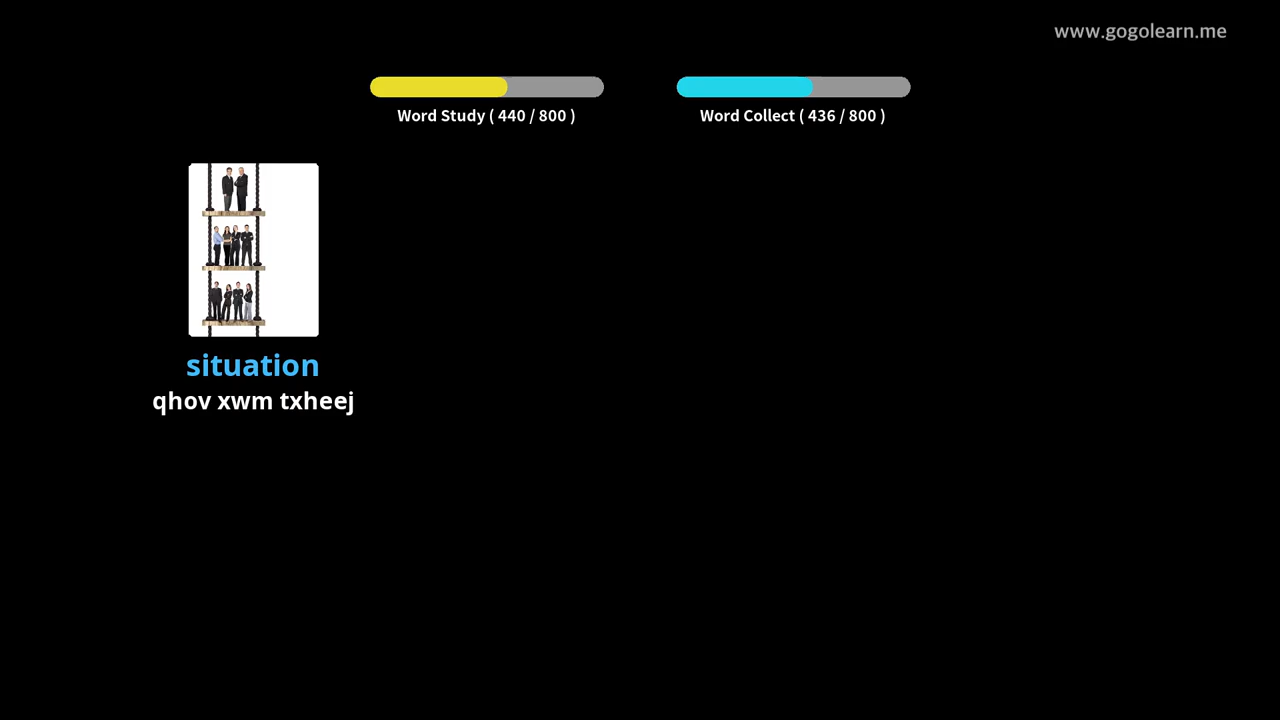 www.gogolearn.me
Word Study ( 440 / 800 )
Word Collect ( 436 / 800 )
situation
qhov xwm txheej